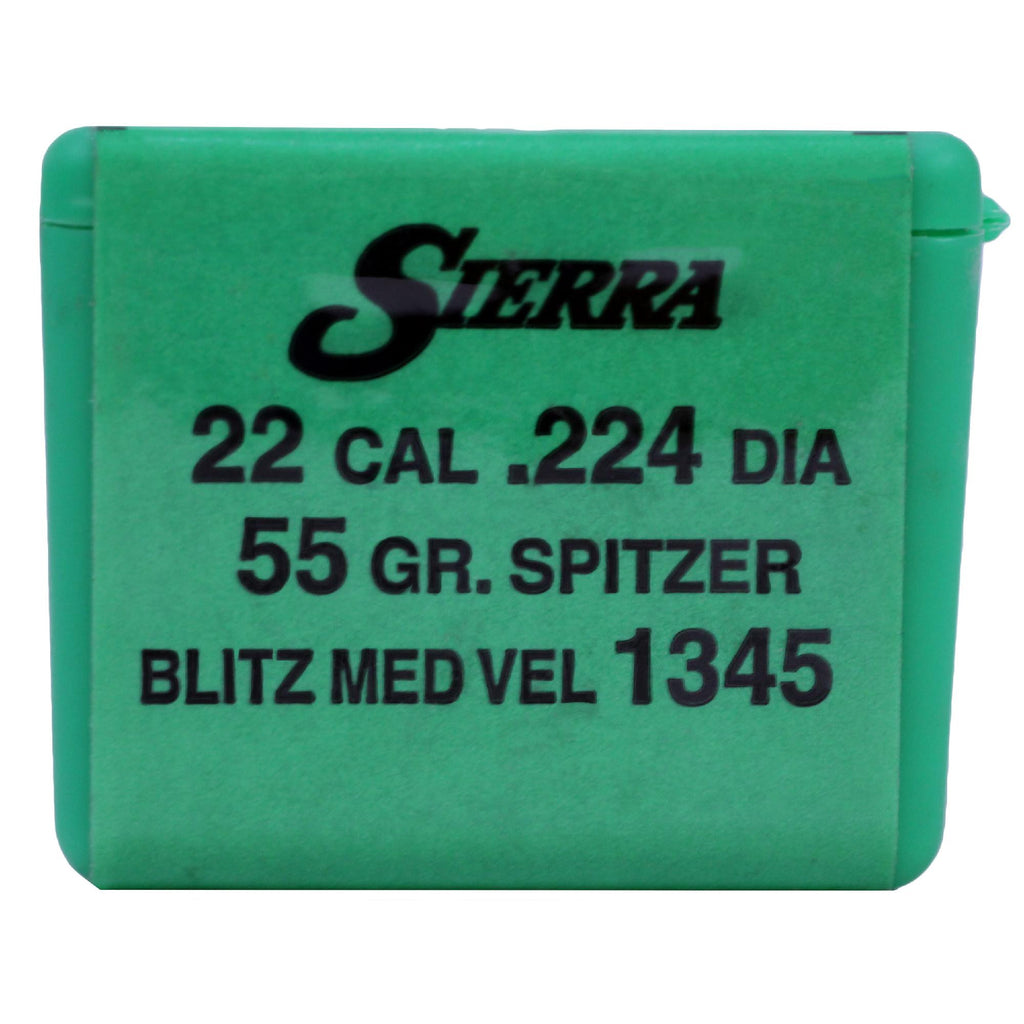 SIERRA
22 CAL .224 DIA
55 GR. SPITZER
BLITZ MED VEL 1345